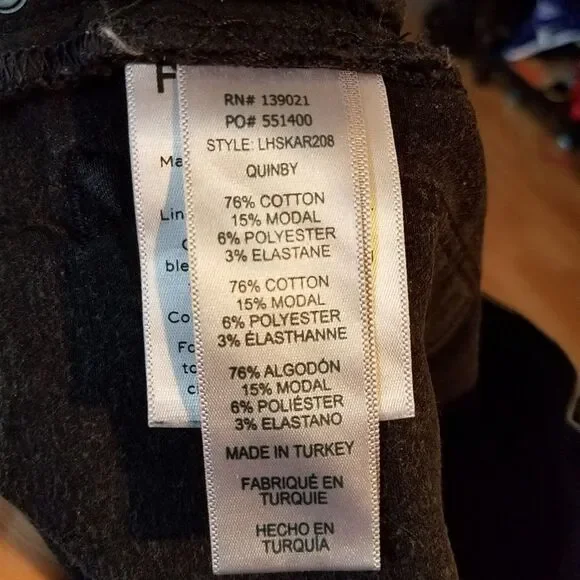 RN# 139021
PO# 551400
STYLE: LHSKAR208
QUINBY
76% COTTON
15% MODAL
6% POLYESTER
3% ELASTANE
76% COTTON
15% MODAL
6% POLYESTER
3% ÉLASTHANNE
76% ALGODÓN
15% MODAL
6% POLIÉSTER
3% ELASTANO
MADE IN TURKEY
FABRIQUÉ EN
TURQUIE
HECHO EN
TURQUÍA